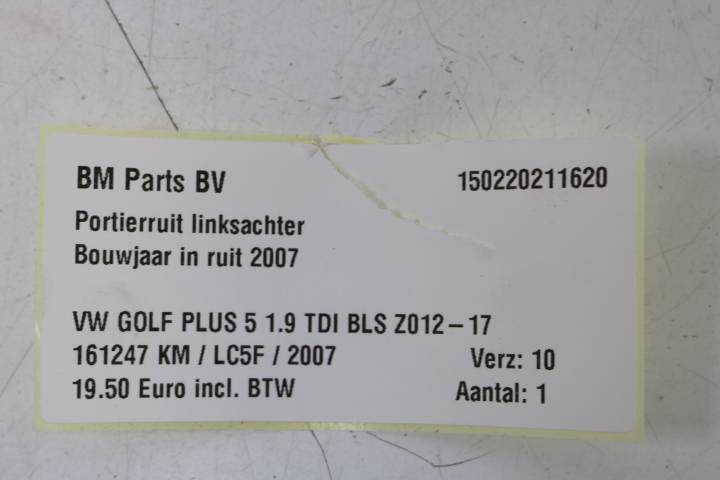 BM Parts BV 150220211620
Portierruit linksachter
Bouwjaar in ruit 2007
VW GOLF PLUS 5 1.9 TDI BLS Z012-17
161247 KM / LC5F / 2007 Verz: 10
19.50 Euro incl. BTW Aantal: 1